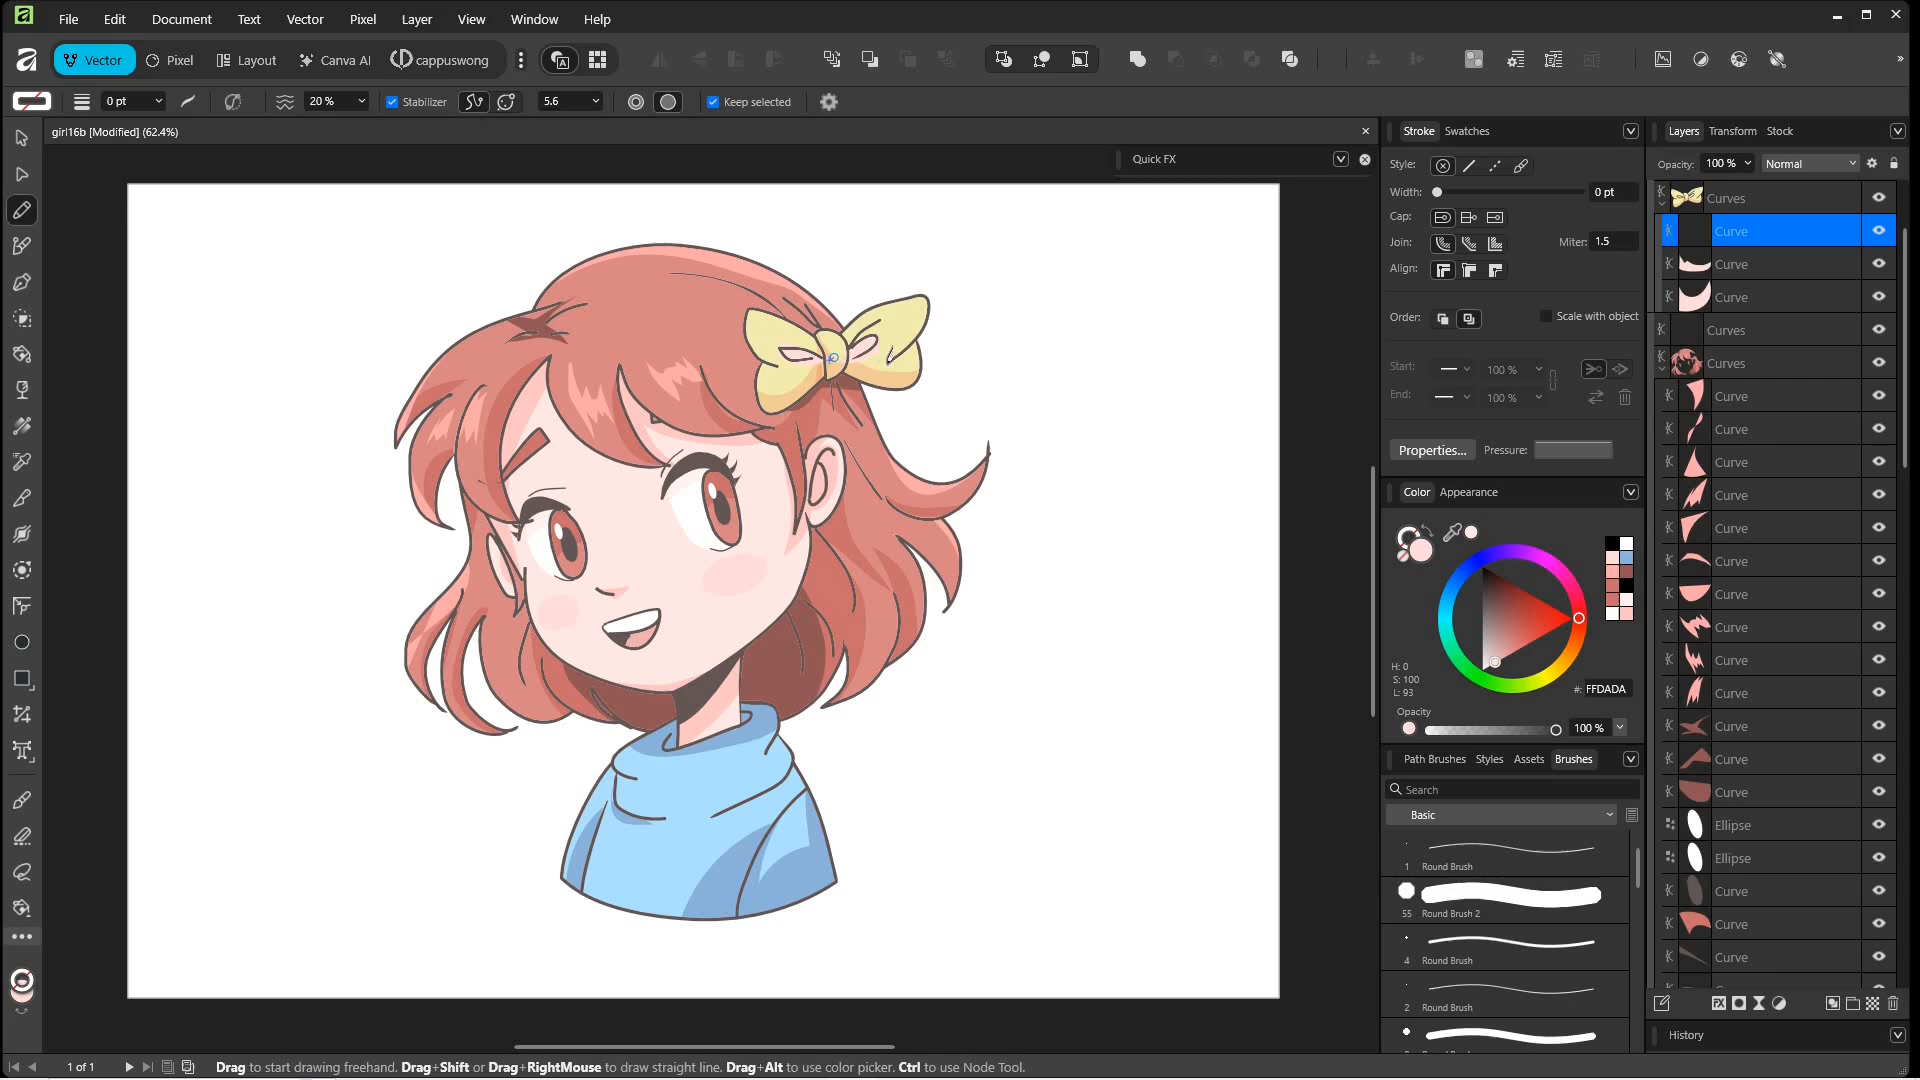 File Edit Document Text Vector Pixel Layer View Window Help
Vector Pixel Layout Canva AI cappuswong
0 pt 20 % Stabilizer 5.6 Keep selected
girl16b [Modified] (62.4%)
Quick FX
Stroke Swatches
Style:
Width: 0 pt
Cap:
Join: Miter: 1.5
Align:
Order: Scale with object
Start: 100 %
End: 100 %
Properties... Pressure:
Color Appearance
H: 0
S: 100
L: 93
#: FFDADA
Opacity
100 %
Path Brushes Styles Assets Brushes
Search
Basic
1 Round Brush
55 Round Brush 2
4 Round Brush
2 Round Brush
Layers Transform Stock
Opacity: 100 % Normal
Curves
Curve
Curve
Curve
Curves
Curves
Curve
Curve
Curve
Curve
Curve
Curve
Curve
Curve
Curve
Curve
Curve
Curve
Curve
Ellipse
Ellipse
Curve
Curve
Curve
FX
History
1 of 1 Drag to start drawing freehand. Drag+Shift or Drag+RightMouse to draw straight line. Drag+Alt to use color picker. Ctrl to use Node Tool.